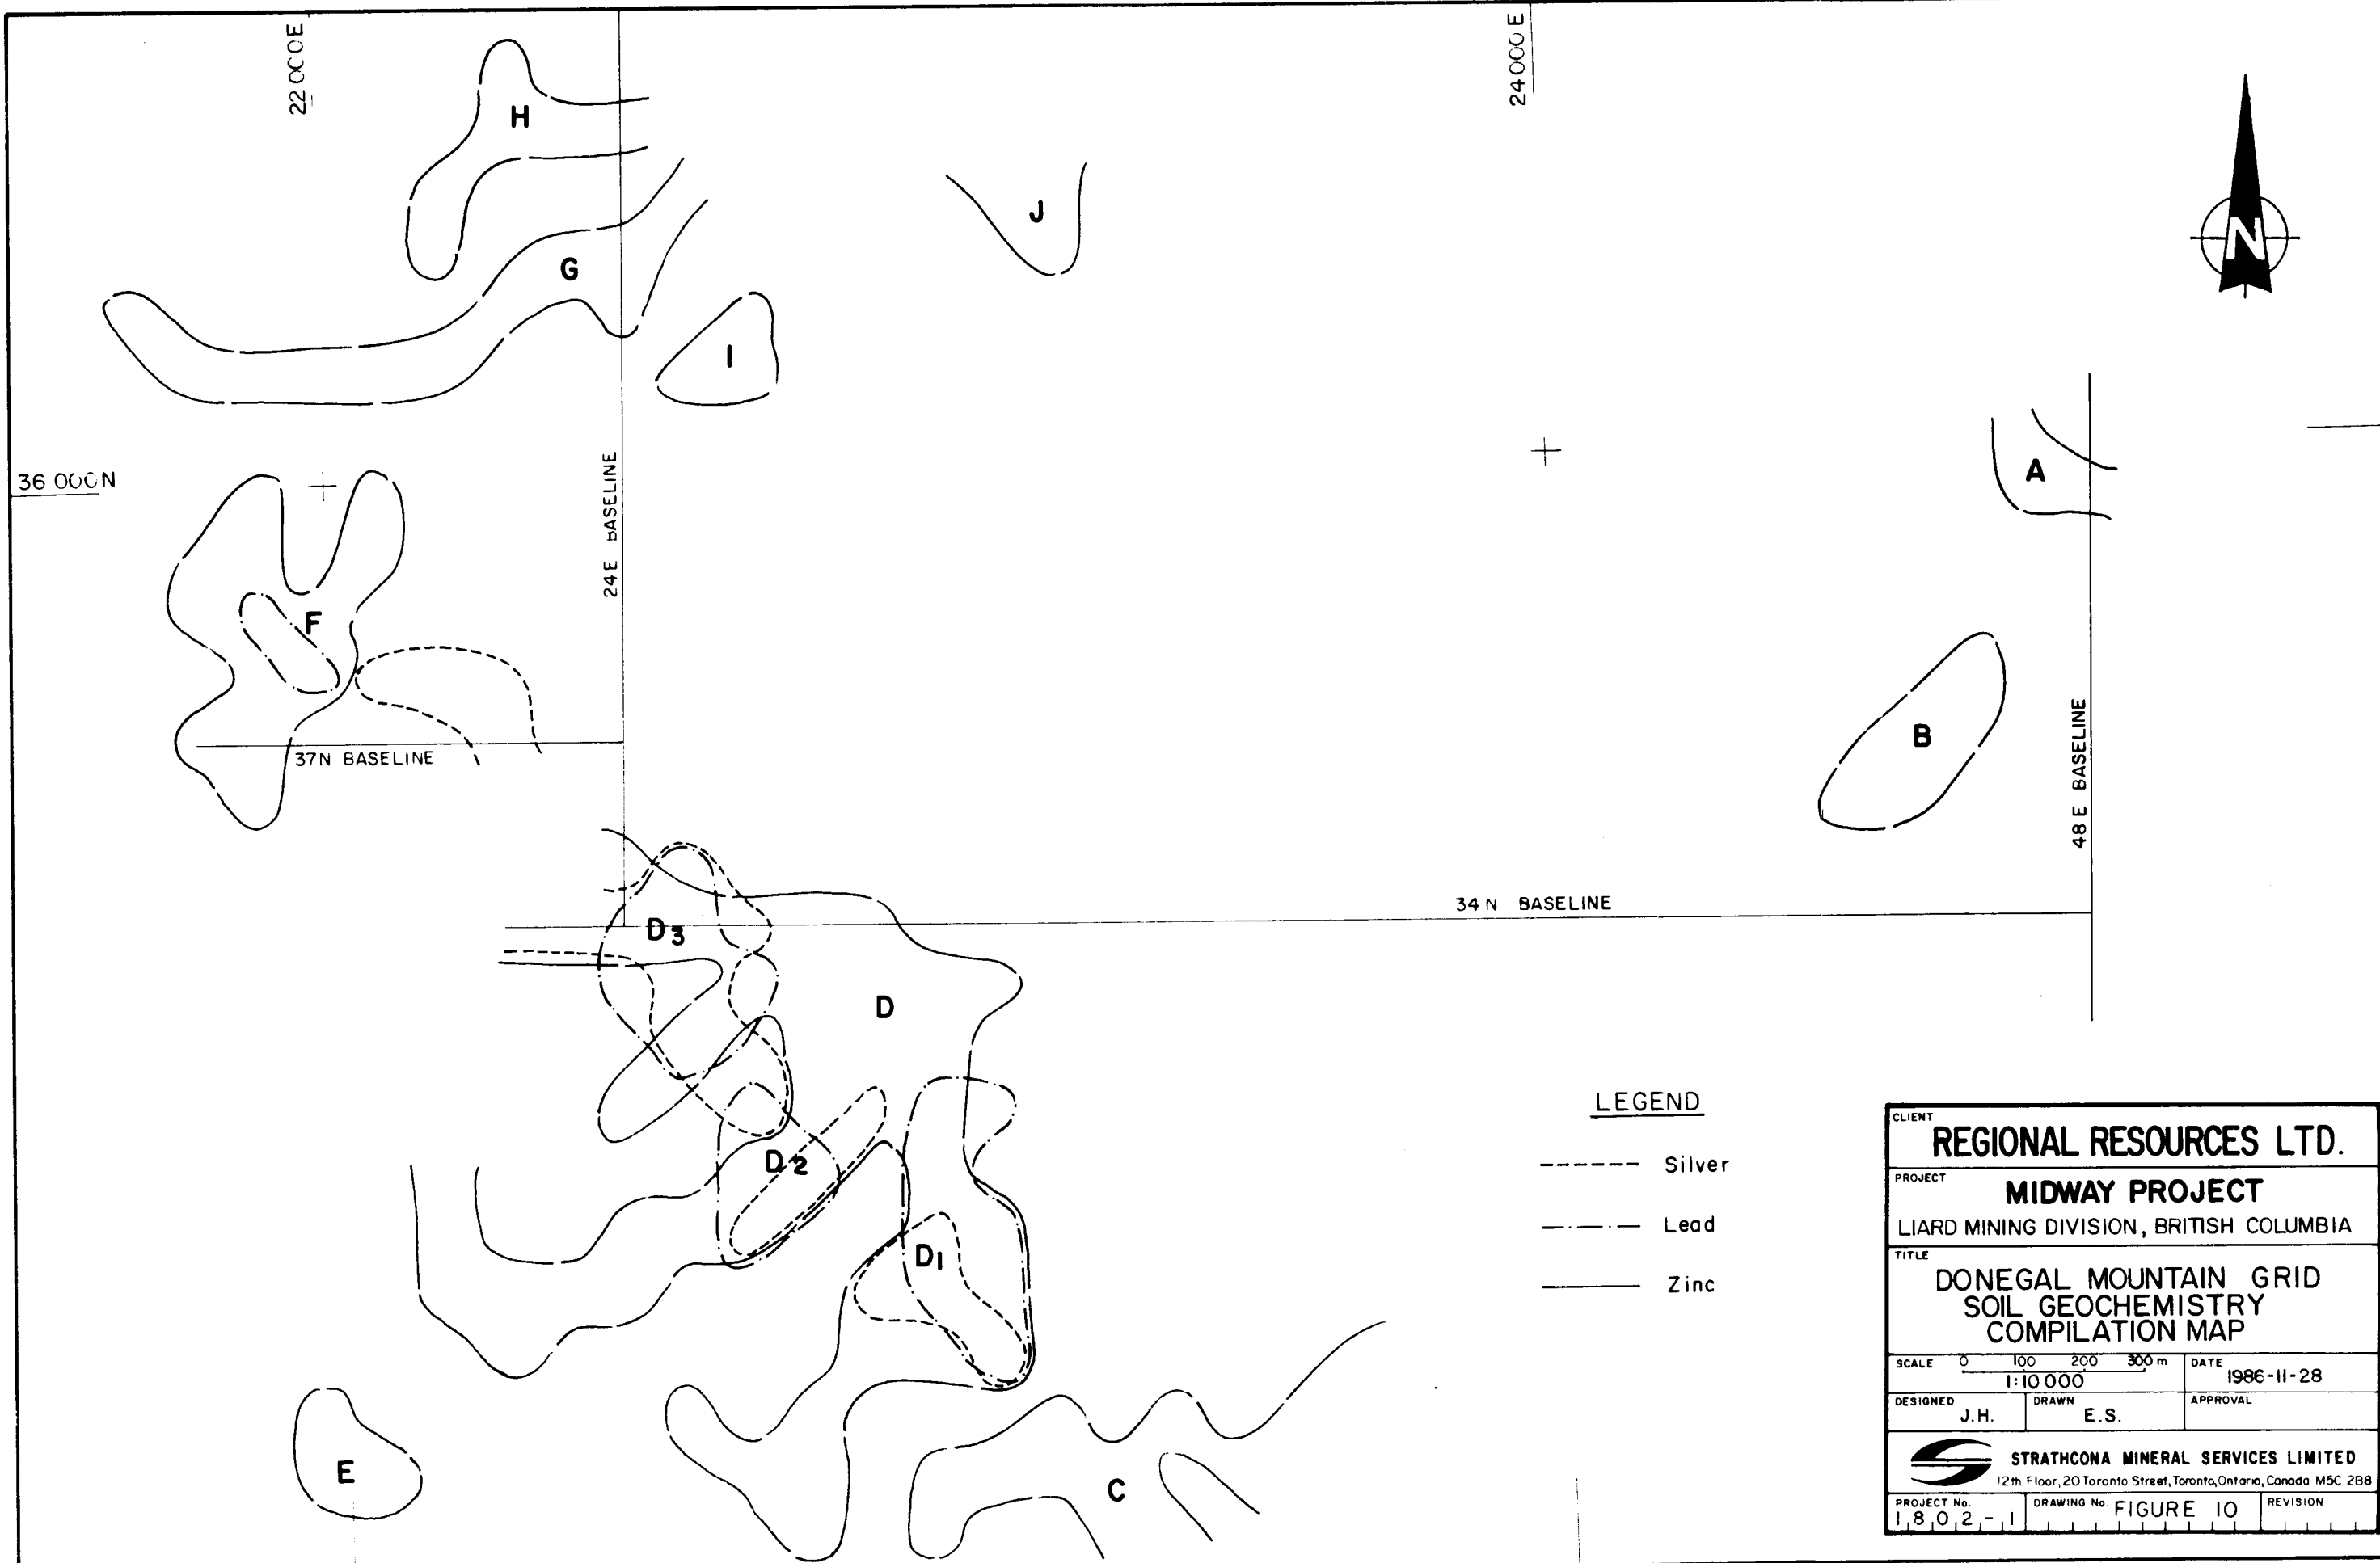 22 000E
24000 E
H
J
G
N
I
A
36 000N
24E BASELINE
F
B
48 E BASELINE
37N BASELINE
34 N BASELINE
D3
D
D2
D1
E
C
LEGEND
Silver
Lead
Zinc
CLIENT
REGIONAL RESOURCES LTD.
PROJECT
MIDWAY PROJECT
LIARD MINING DIVISION, BRITISH COLUMBIA
TITLE
DONEGAL MOUNTAIN GRID
SOIL GEOCHEMISTRY
COMPILATION MAP
SCALE 0 100 200 300 m
1:10 000
DATE
1986-11-28
DESIGNED
J.H.
DRAWN
E.S.
APPROVAL
STRATHCONA MINERAL SERVICES LIMITED
12th. Floor, 20 Toronto Street, Toronto, Ontario, Canada M5C 2B8
PROJECT No.
1802-1
DRAWING No. FIGURE 10
REVISION